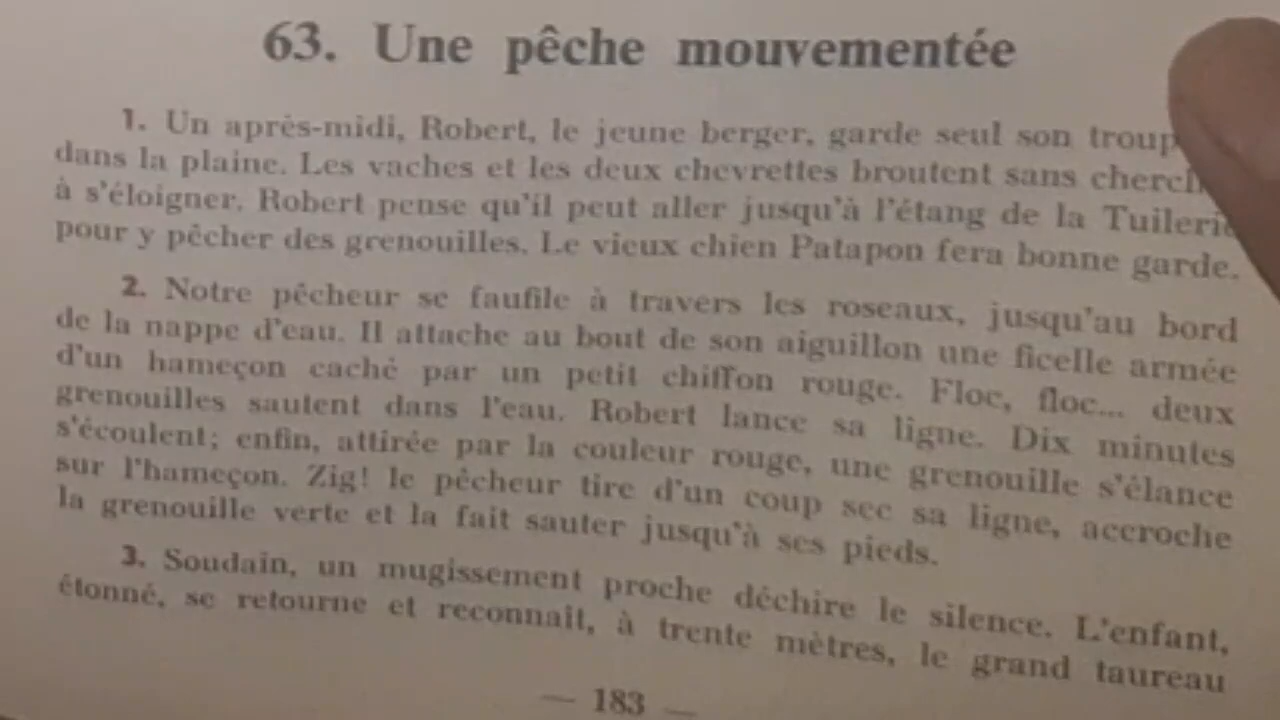 63. Une pêche mouvementée
1. Un après-midi, Robert, le jeune berger, garde seul son
dans la plaine. Les vaches et les deux chevrettes broutent sans
à s'éloigner. Robert pense qu'il peut aller jusqu'à l'étang de la Tuilerie
pour y pêcher des grenouilles. Le vieux chien Patapon fera bonne garde.
2. Notre pêcheur se faufile à travers les roseaux, jusqu'au bord
de la nappe d'eau. Il attache au bout de son aiguillon une ficelle armée
d'un hameçon caché par un petit chiffon rouge. Floc, floc... deux
grenouilles sautent dans l'eau. Robert lance sa ligne. Dix minutes
s'écoulent; enfin, attirée par la couleur rouge, une grenouille s'élance
sur l'hameçon. Zig! le pêcheur tire d'un coup sec sa ligne, accroche
la grenouille verte et la fait sauter jusqu'à ses pieds.
3. Soudain, un mugissement proche déchire le silence. L'enfant,
étonné, se retourne et reconnaît, à trente mètres, le grand taureau
— 183 —